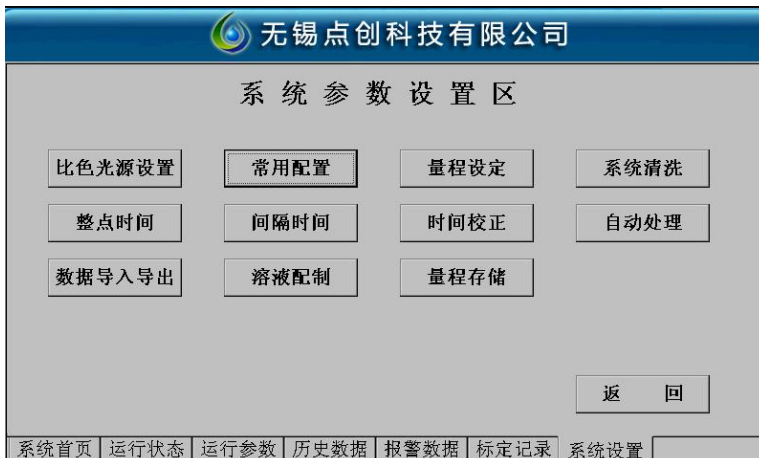 无锡点创科技有限公司
系统参数设置区
比色光源设置 常用配置 量程设定 系统清洗
整点时间 间隔时间 时间校正 自动处理
数据导入导出 溶液配制 量程存储
返 回
系统首页 运行状态 运行参数 历史数据 报警数据 标定记录 系统设置